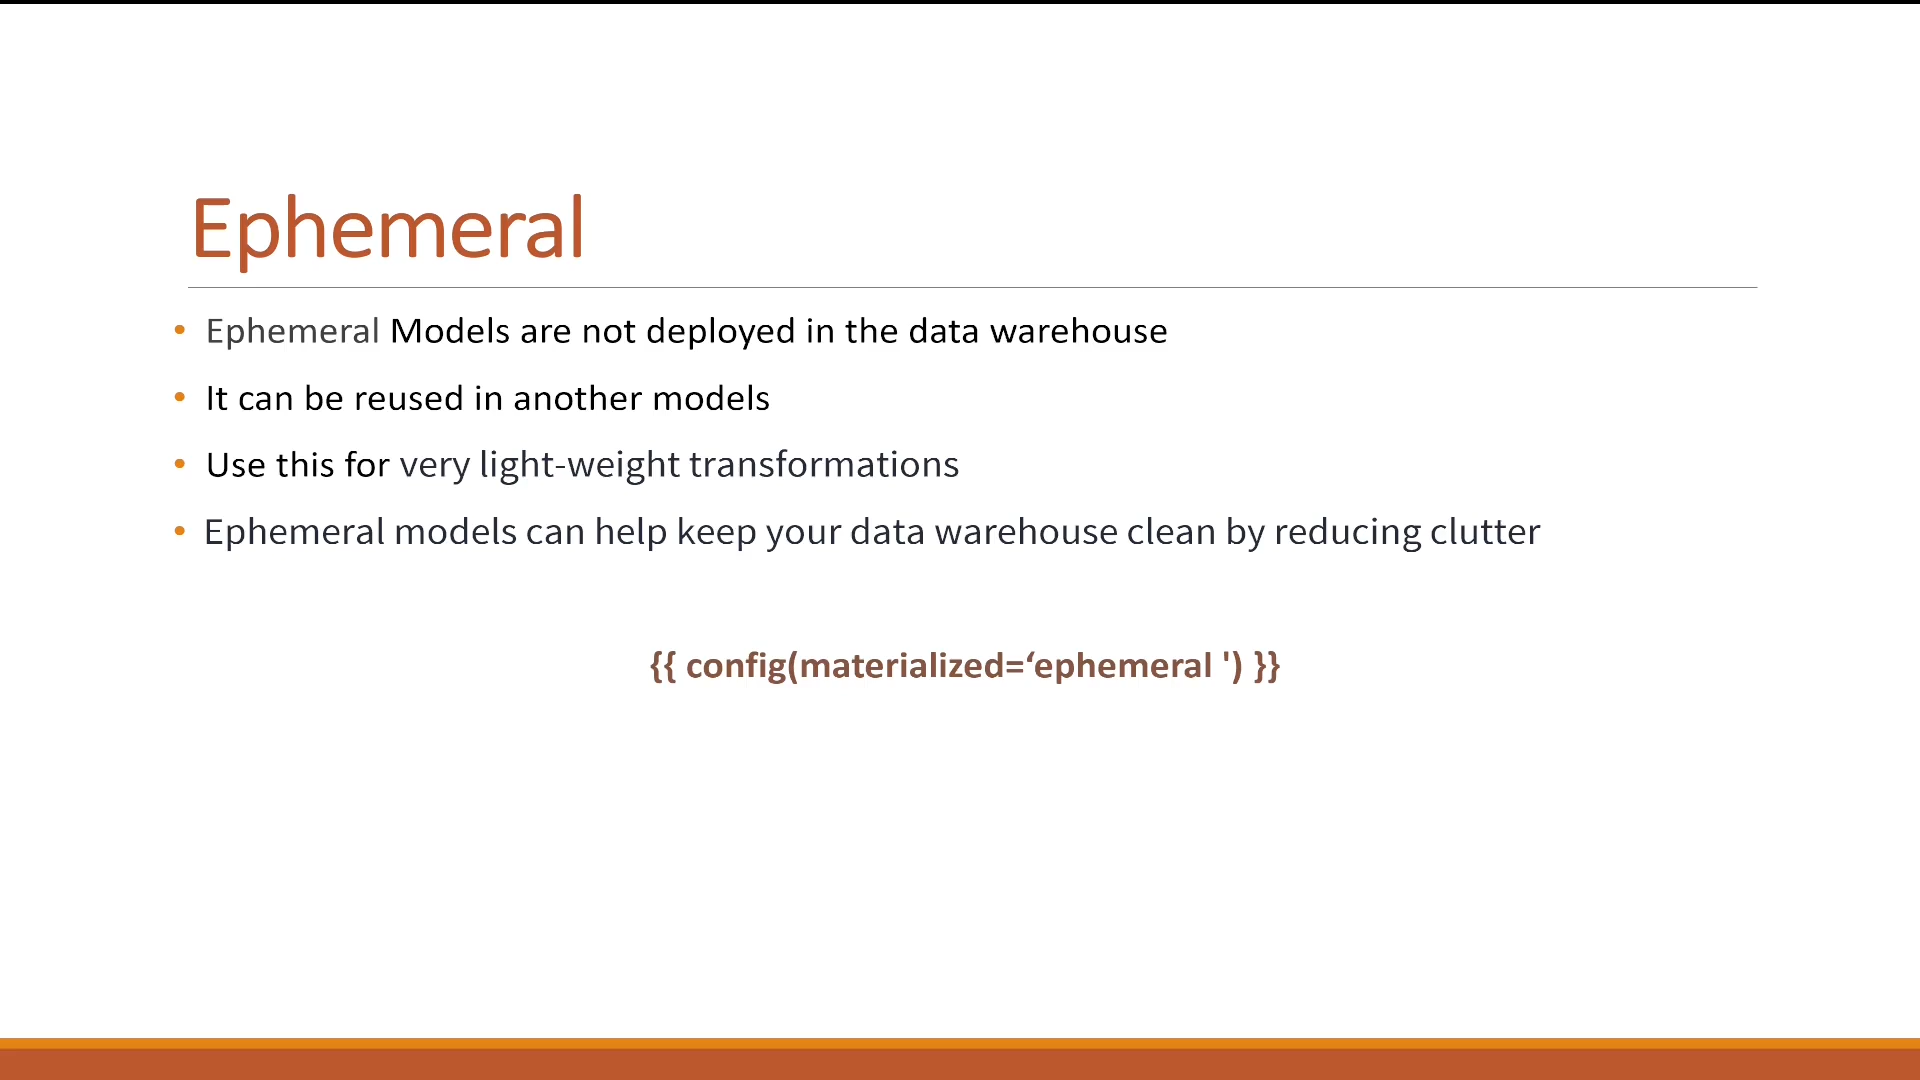 Ephemeral
• Ephemeral Models are not deployed in the data warehouse
• It can be reused in another models
• Use this for very light-weight transformations
• Ephemeral models can help keep your data warehouse clean by reducing clutter
{{ config(materialized=‘ephemeral ') }}